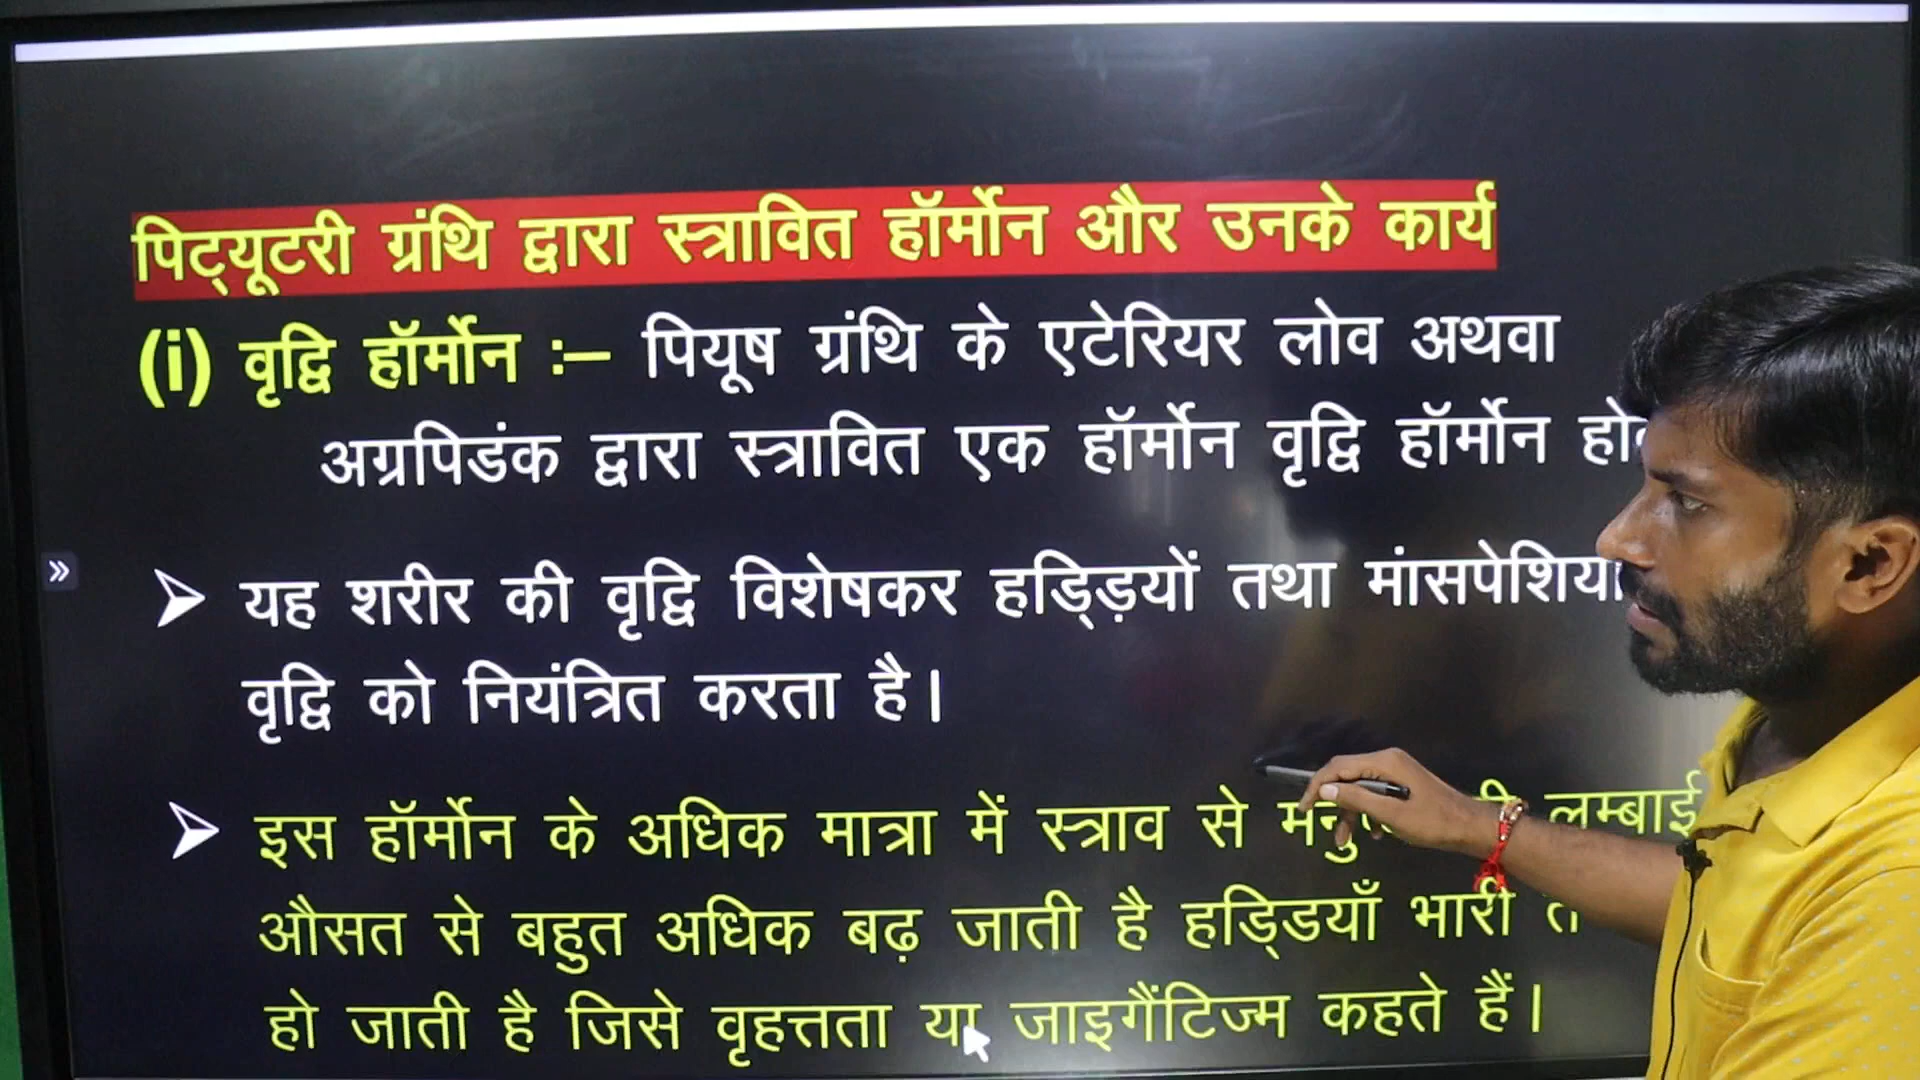 पिट्यूटरी ग्रंथि द्वारा स्त्रावित हॉर्मोन और उनके कार्य
(i) वृद्वि हॉर्मोन :– पियूष ग्रंथि के एटेरियर लोव अथवा
अग्रपिडंक द्वारा स्त्रावित एक हॉर्मोन वृद्वि हॉर्मोन
यह शरीर की वृद्वि विशेषकर हड्ड़ियों तथा
वृद्वि को नियंत्रित करता है।
इस हॉर्मोन के अधिक मात्रा में स्त्राव से लम्बाई
औसत से बहुत अधिक बढ़ जाती है हड्डियाँ भारी
हो जाती है जिसे वृहत्तता या जाइगैंटिज्म कहते हैं।